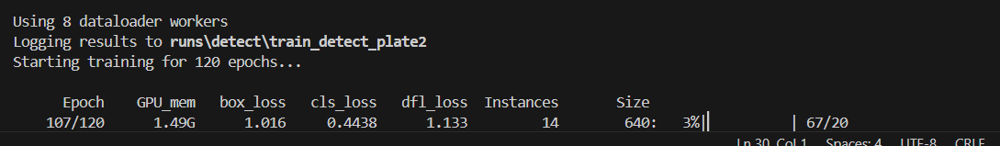 Using 8 dataloader workers
Logging results to runs\detect\train_detect_plate2
Starting training for 120 epochs...
Epoch GPU_mem box_loss cls_loss dfl_loss Instances Size
107/120 1.49G 1.016 0.4438 1.133 14 640: 3%| | 67/20
Ln 30, Col 1 Spaces: 4 UTF-8 CRLF